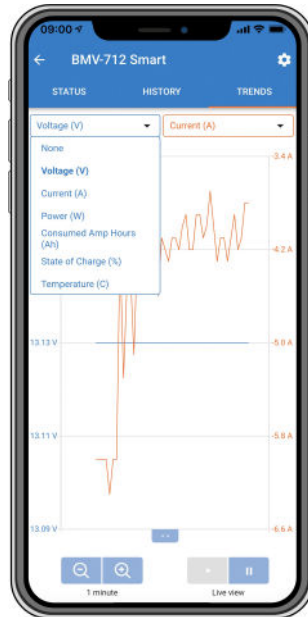 09:00
BMV-712 Smart
STATUS HISTORY TRENDS
Voltage (V) Current (A)
None
Voltage (V)
Current (A)
Power (W)
Consumed Amp Hours
(Ah)
State of Charge (%)
Temperature (C)
-3.4 A
-4.2 A
13.13 V -5.0 A
13.11 V -5.8 A
13.09 V -6.6 A
1 minute Live view